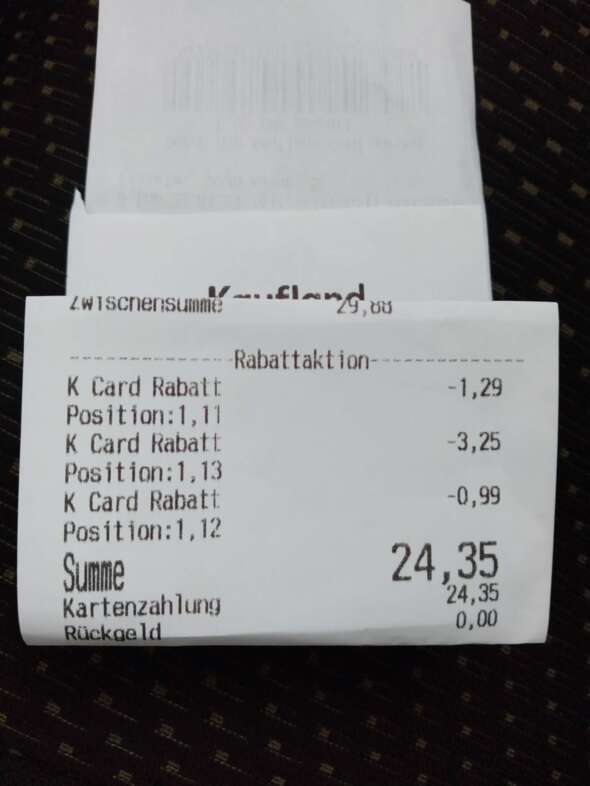 Kaufland
Zwischensumme 29,88
-----------------Rabattaktion-----------------
K Card Rabatt -1,29
Position:1,11
K Card Rabatt -3,25
Position:1,13
K Card Rabatt -0,99
Position:1,12
Summe 24,35
Kartenzahlung 24,35
Rückgeld 0,00